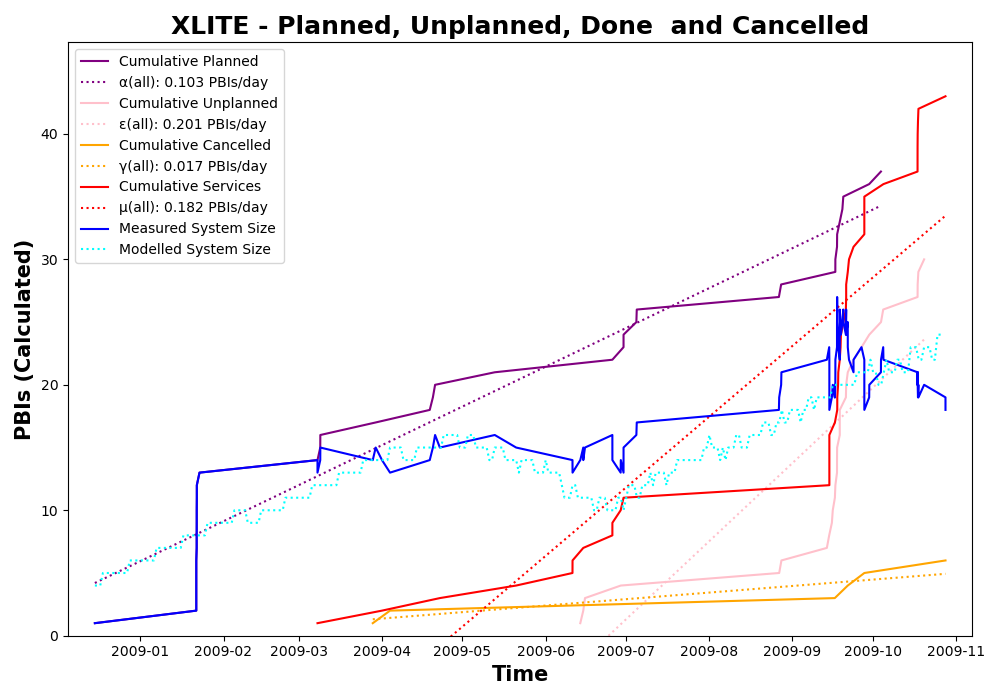 XLITE - Planned, Unplanned, Done  and Cancelled
Cumulative Planned
α(all): 0.103 PBIs/day
Cumulative Unplanned
ε(all): 0.201 PBIs/day
Cumulative Cancelled
γ(all): 0.017 PBIs/day
Cumulative Services
μ(all): 0.182 PBIs/day
Measured System Size
Modelled System Size
PBIs (Calculated)
40
30
20
10
0
2009-01 2009-02 2009-03 2009-04 2009-05 2009-06 2009-07 2009-08 2009-09 2009-10 2009-11
Time